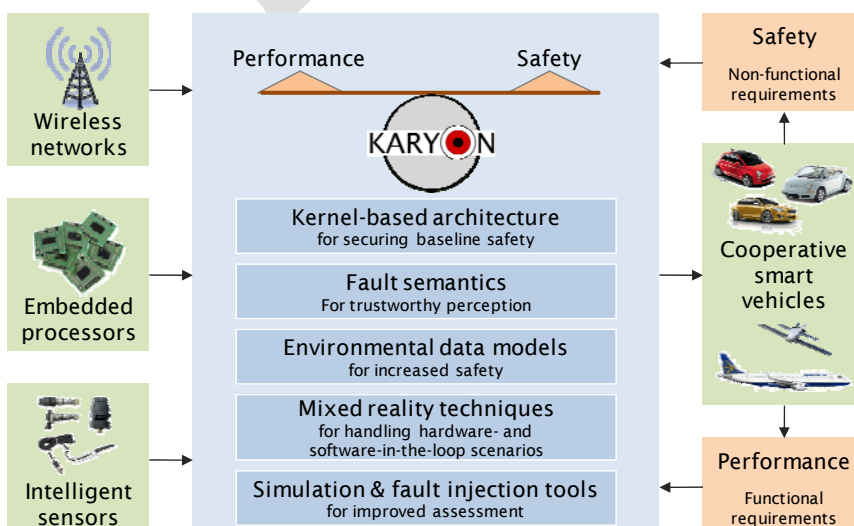 Wireless
networks
Embedded
processors
Intelligent
sensors
Performance
Safety
KARYON
Kernel-based architecture
for securing baseline safety
Fault semantics
For trustworthy perception
Environmental data models
for increased safety
Mixed reality techniques
for handling hardware- and
software-in-the-loop scenarios
Simulation & fault injection tools
for improved assessment
Safety
Non-functional
requirements
Cooperative
smart
vehicles
Performance
Functional
requirements